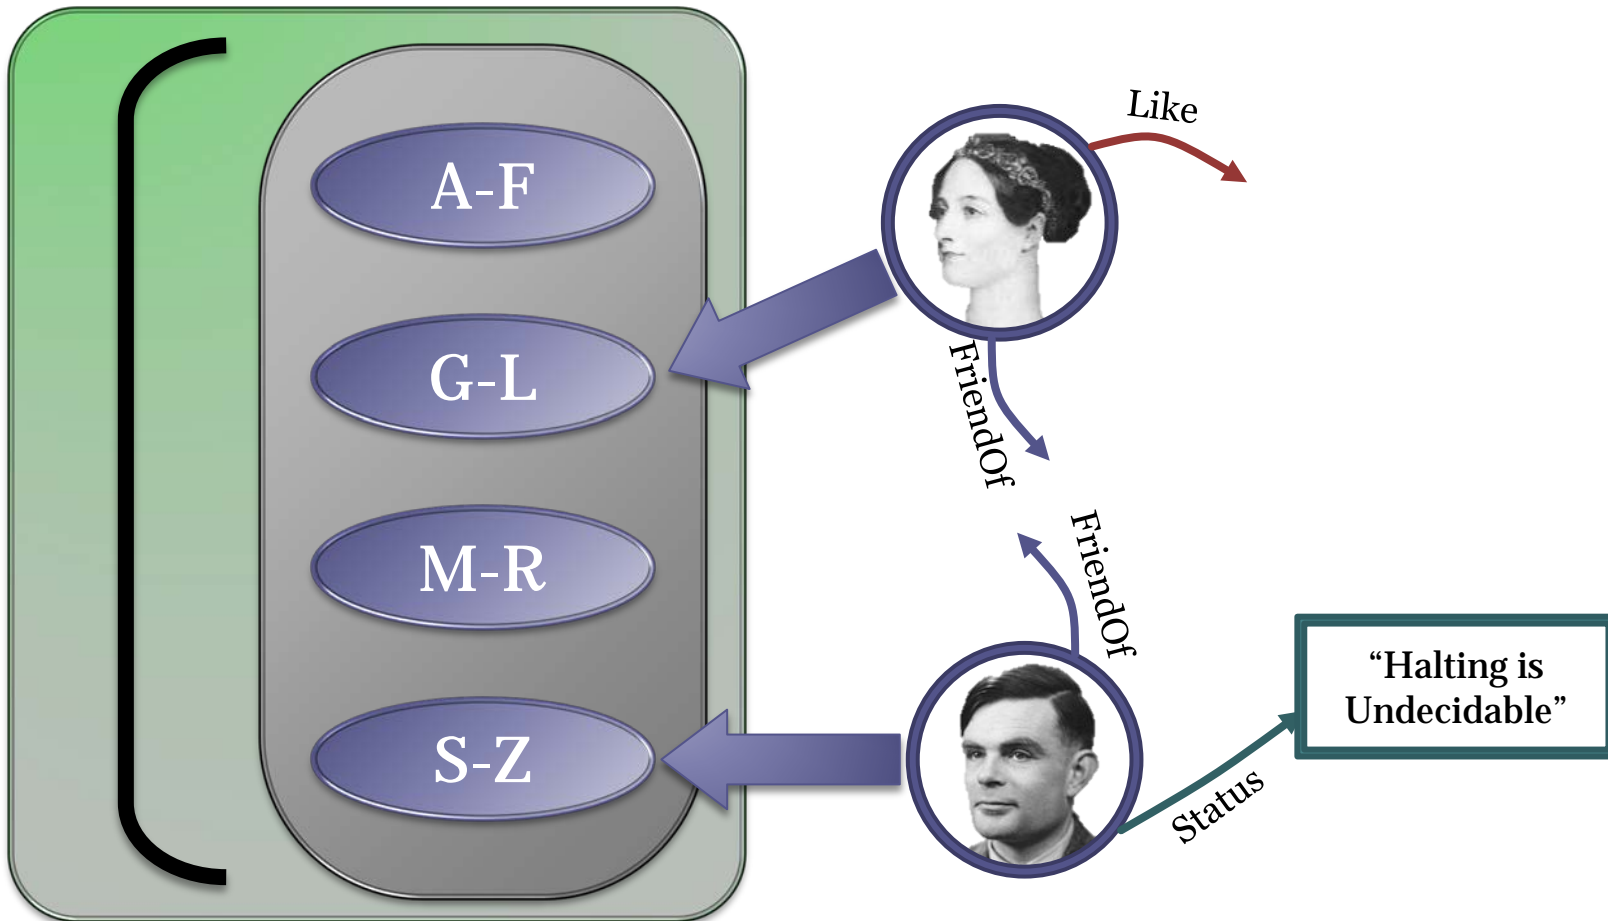 A-F
G-L
M-R
S-Z
Like
FriendOf
FriendOf
“Halting is
Undecidable”
Status